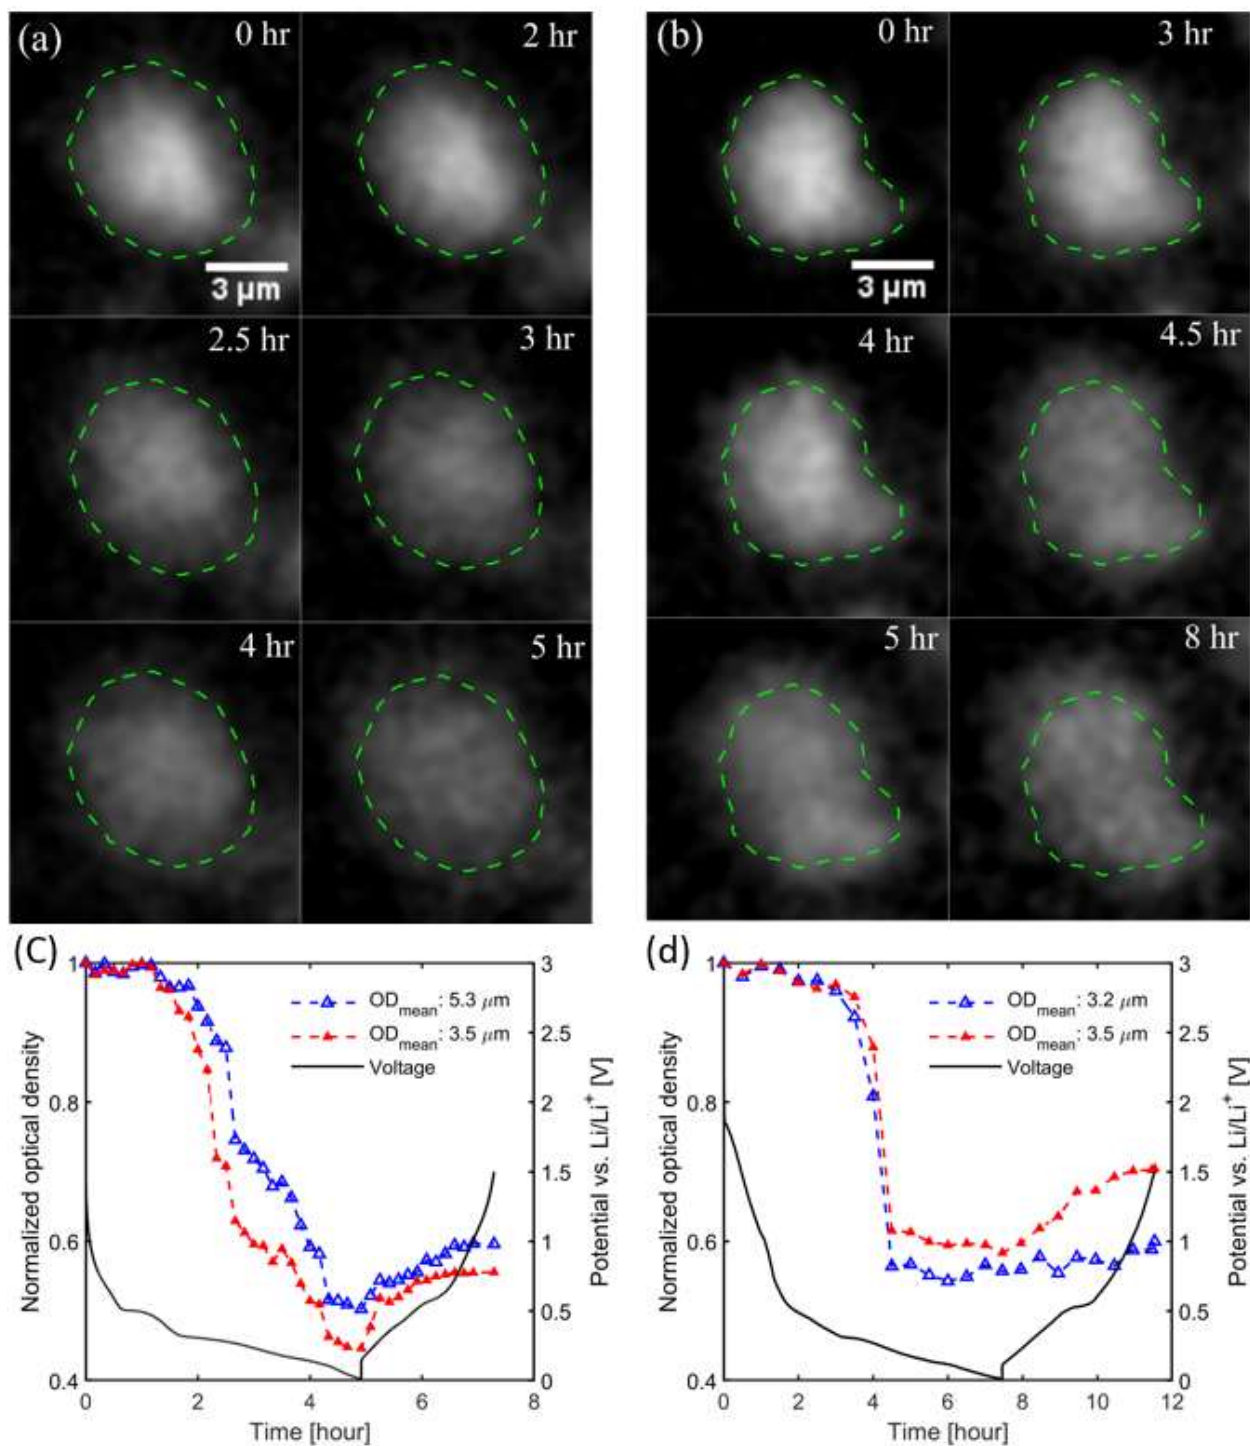 (a) 0 hr 2 hr
3 μm
2.5 hr 3 hr
4 hr 5 hr
(b) 0 hr 3 hr
3 μm
4 hr 4.5 hr
5 hr 8 hr
(C)
1
0.8
0.6
0.4
Normalized optical density
ODmean: 5.3 μm
ODmean: 3.5 μm
Voltage
3
2.5
2
1.5
1
0.5
0
Potential vs. Li/Li+ [V]
0 2 4 6 8
Time [hour]
(d)
1
0.8
0.6
0.4
Normalized optical density
ODmean: 3.2 μm
ODmean: 3.5 μm
Voltage
3
2.5
2
1.5
1
0.5
0
Potential vs. Li/Li+ [V]
0 2 4 6 8 10 12
Time [hour]